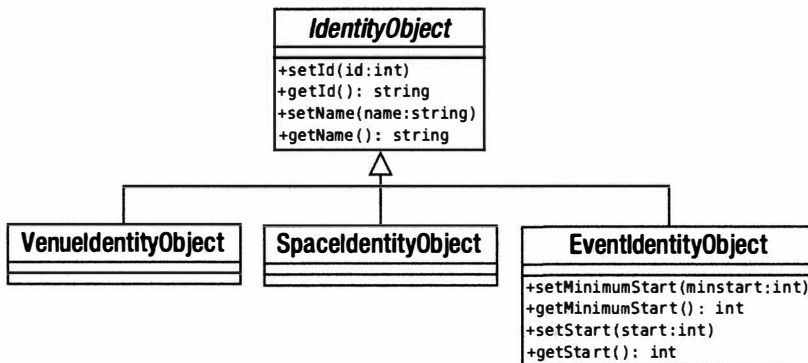 IdentityObject
+setId(id:int)
+getId(): string
+setName(name:string)
+getName(): string
VenueIdentityObject
SpaceIdentityObject
EventIdentityObject
+setMinimumStart(minstart:int)
+getMinimumStart(): int
+setStart(start:int)
+getStart(): int